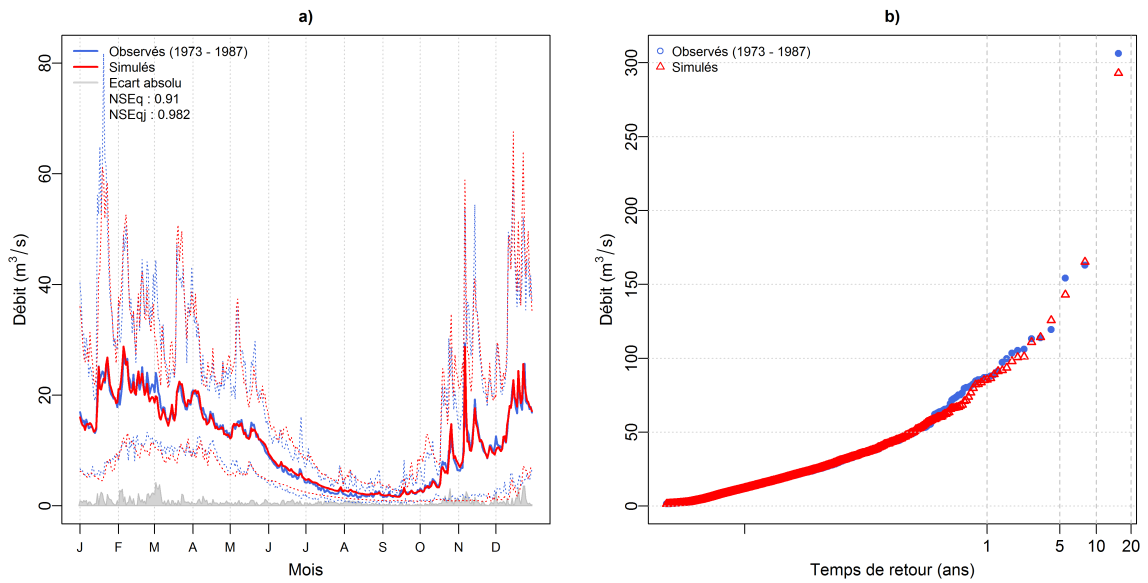 a)
Débit (m³/s)
80
60
40
20
0
Observés (1973 - 1987)
Simulés
Ecart absolu
NSEq : 0.91
NSEqj : 0.982
J F M A M J J A S O N D
Mois
b)
Débit (m³/s)
300
250
200
150
100
50
0
Observés (1973 - 1987)
Simulés
1 5 10 20
Temps de retour (ans)